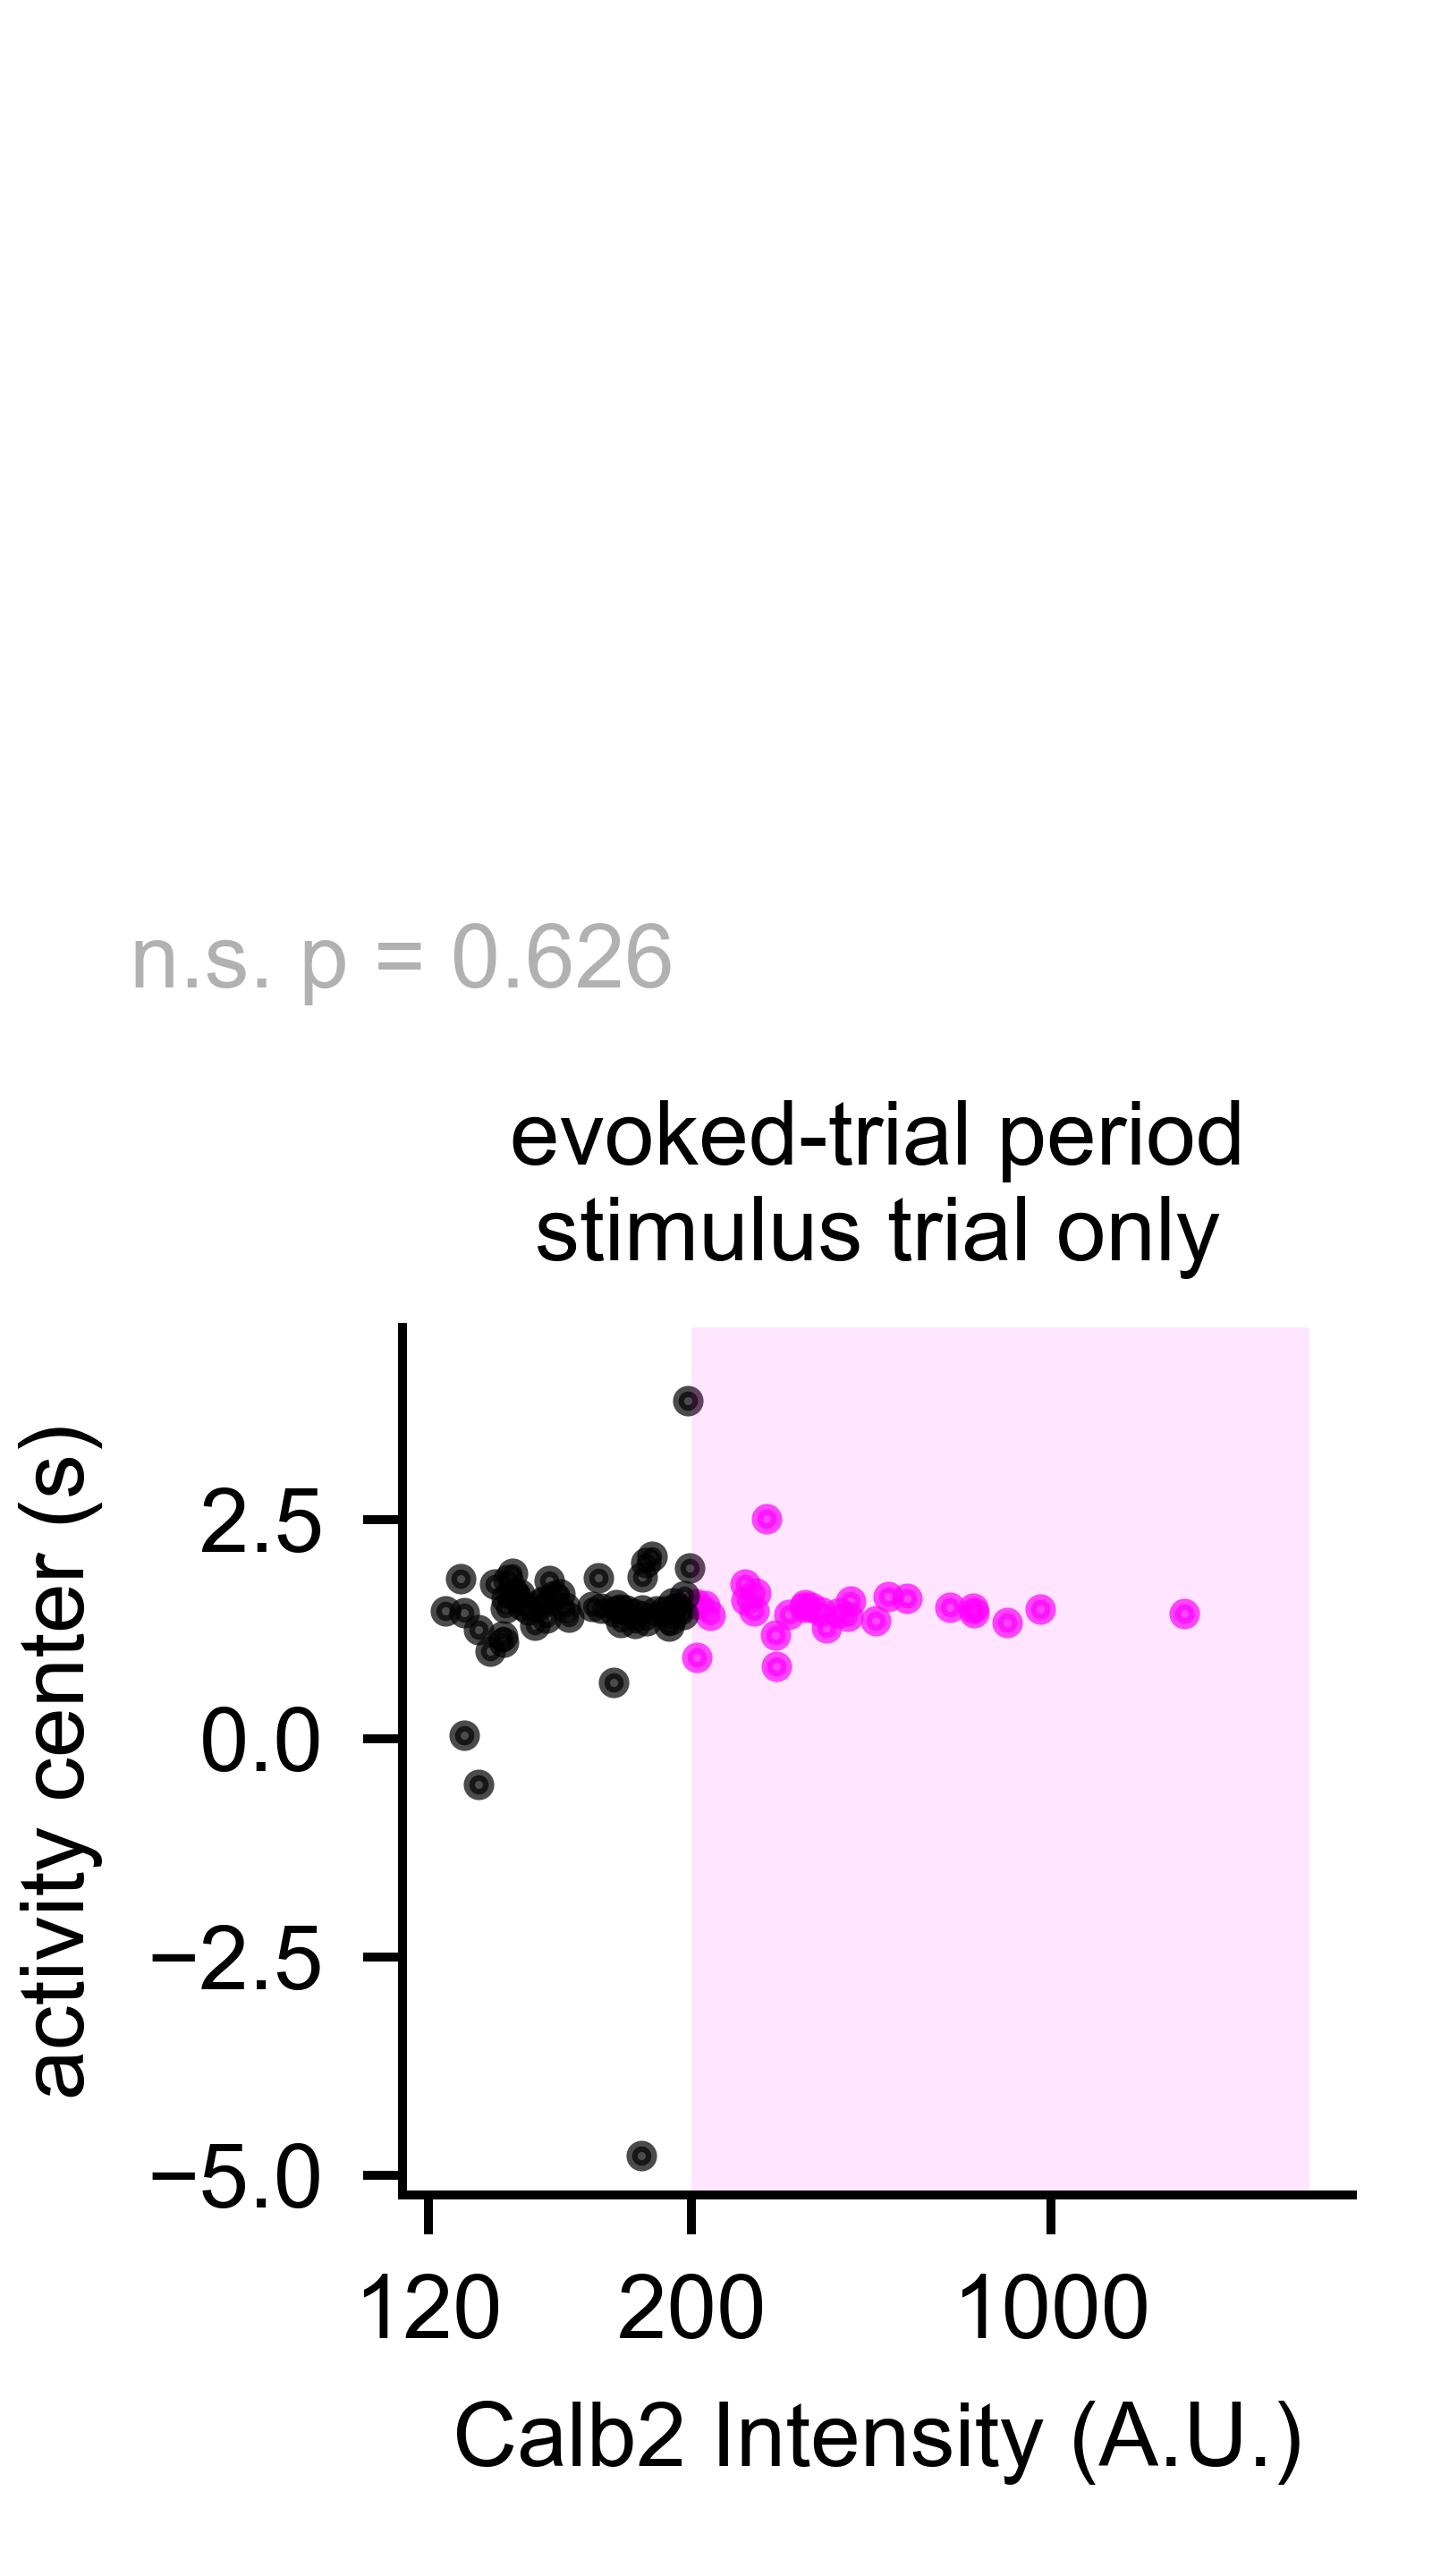 n.s. p = 0.626
evoked-trial period
stimulus trial only
activity center (s)
2.5
0.0
−2.5
−5.0
120 200 1000
Calb2 Intensity (A.U.)